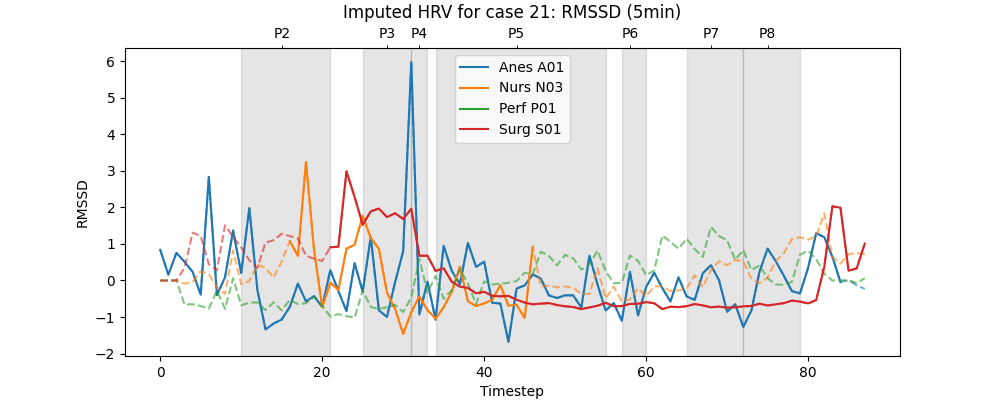 Imputed HRV for case 21: RMSSD (5min)
P2 P3 P4 P5 P6 P7 P8
6
5
4
3
2
1
0
−1
−2
RMSSD
Anes A01
Nurs N03
Perf P01
Surg S01
0 20 40 60 80
Timestep